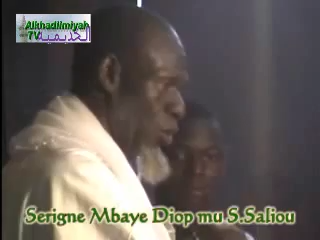 Alkhadiimiyah
TV
الخديمية
Serigne Mbaye Diop mu S.Saliou